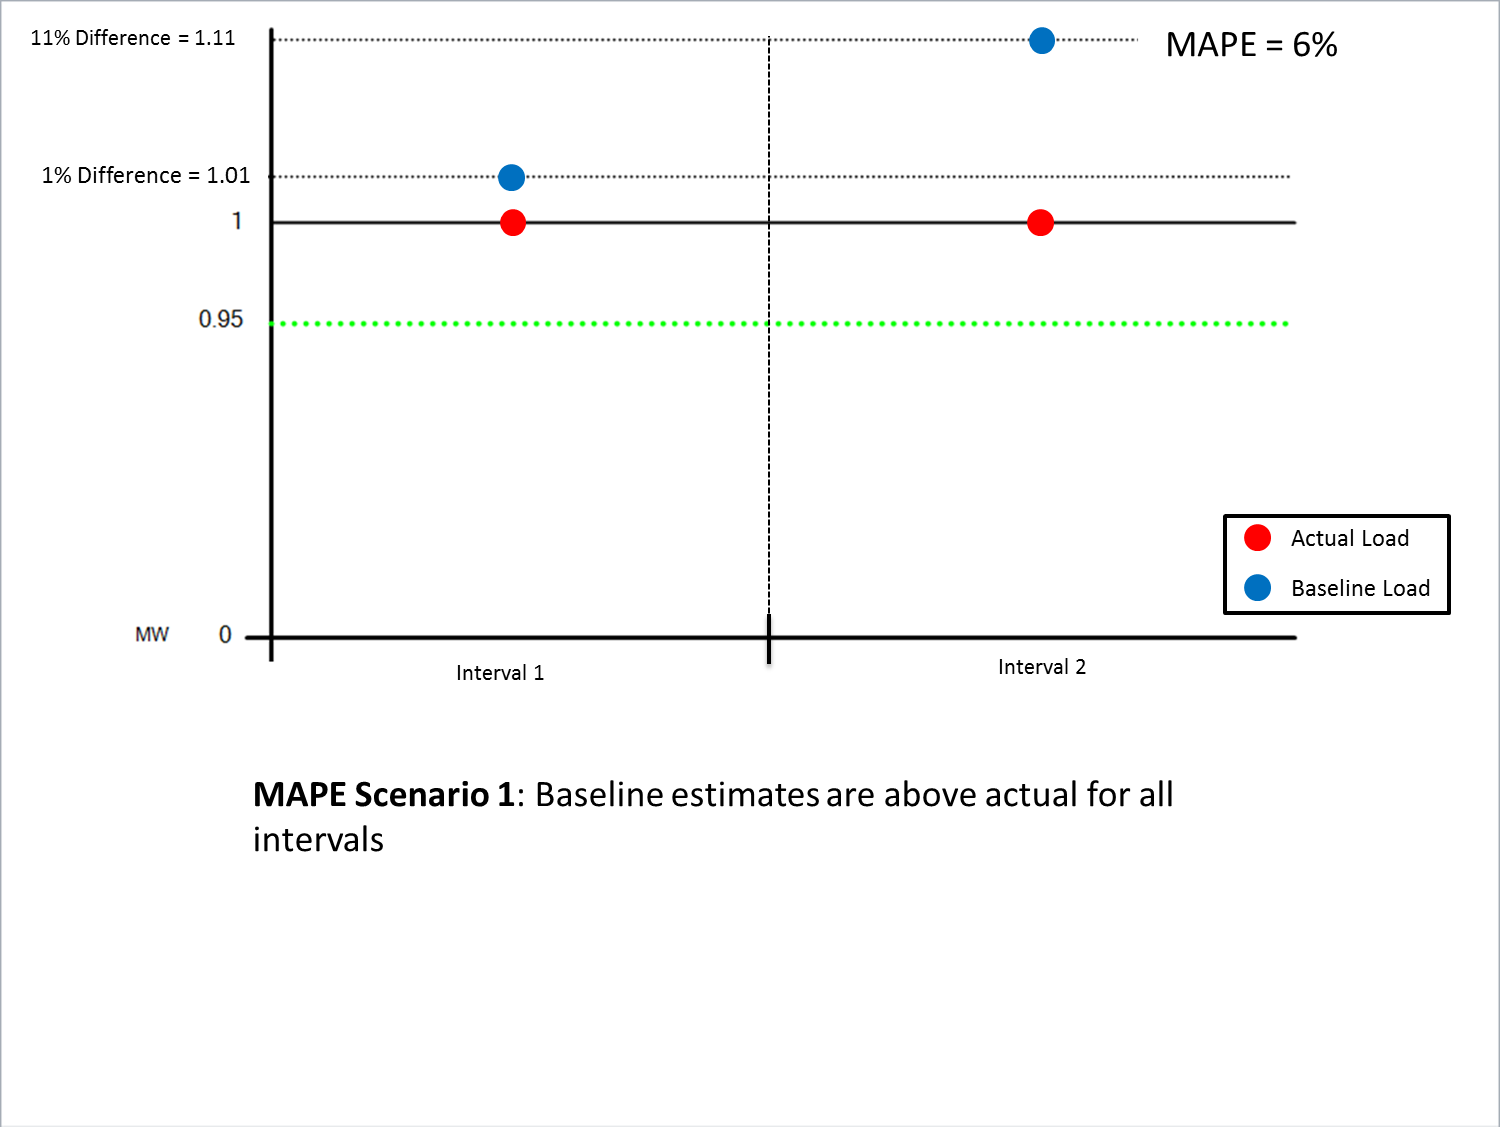 11% Difference = 1.11
MAPE = 6%
1% Difference = 1.01
1
0.95
Actual Load
Baseline Load
MW 0
Interval 1
Interval 2
MAPE Scenario 1: Baseline estimates are above actual for all
intervals